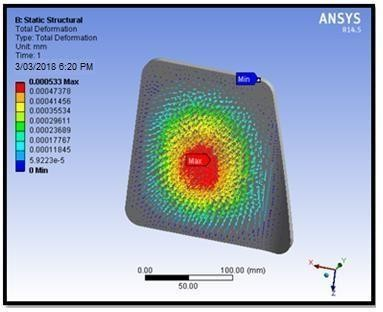 B: Static Structural
Total Deformation
Type: Total Deformation
Unit: mm
Time: 1
3/03/2018 6:20 PM
0.000533 Max
0.00047378
0.00041456
0.00035534
0.00029611
0.00023689
0.00017767
0.00011845
5.9223e-5
0 Min
ANSYS
R14.5
Min
Max
0.00
100.00 (mm)
50.00
X
Y
Z